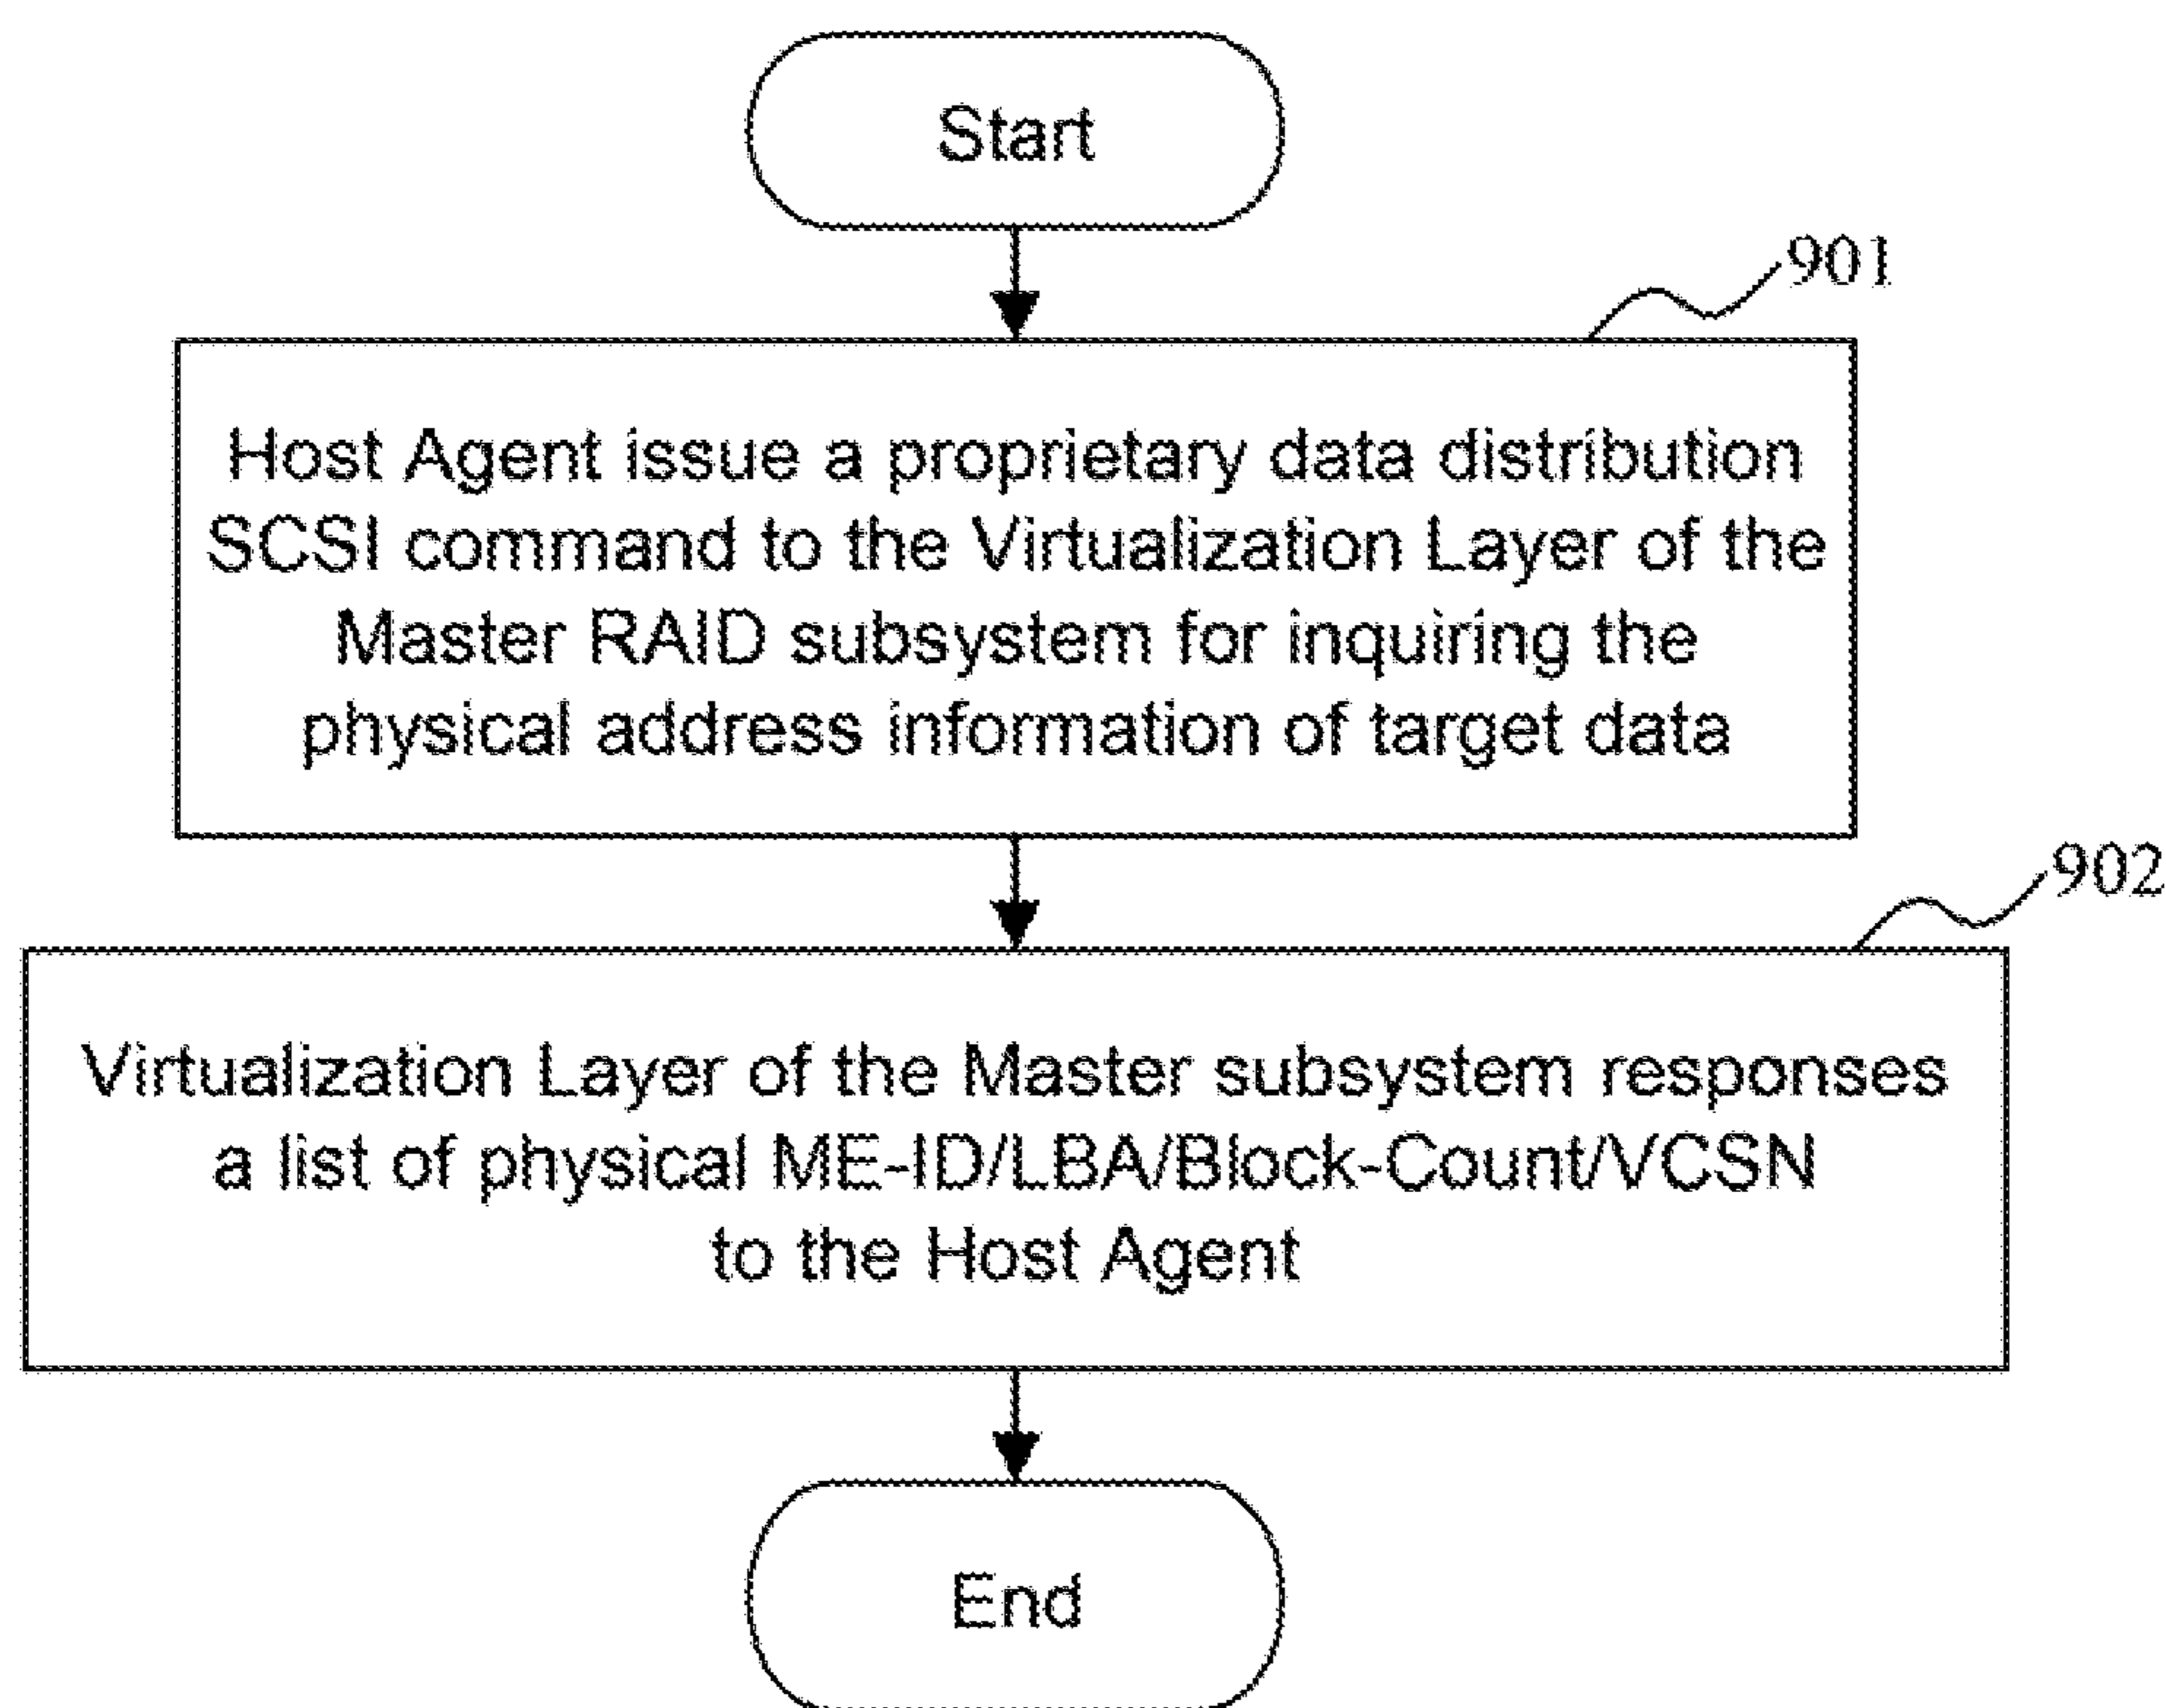 Start
901
Host Agent issue a proprietary data distribution
SCSI command to the Virtualization Layer of the
Master RAID subsystem for inquiring the
physical address information of target data
902
Virtualization Layer of the Master subsystem responses
a list of physical ME-ID/LBA/Block-Count/VCSN
to the Host Agent
End